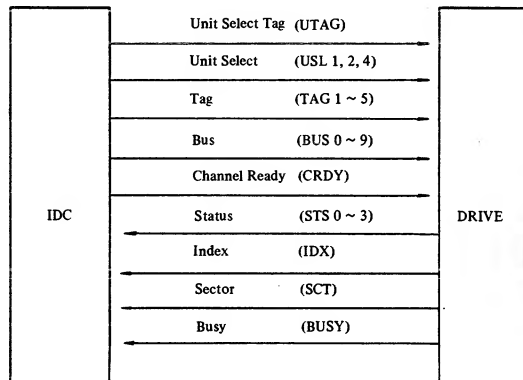 Unit Select Tag (UTAG)
Unit Select (USL 1, 2, 4)
Tag (TAG 1 ~ 5)
Bus (BUS 0 ~ 9)
Channel Ready (CRDY)
IDC Status (STS 0 ~ 3) DRIVE
Index (IDX)
Sector (SCT)
Busy (BUSY)